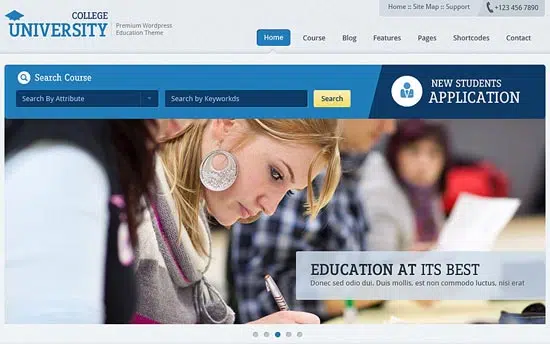 COLLEGE
UNIVERSITY
Premium Wordpress
Education Theme
Home :: Site Map :: Support
+123 456 7890
Home
Course
Blog
Features
Pages
Shortcodes
Contact
Search Course
Search By Attribute
Search by Keyworkds
Search
NEW STUDENTS
APPLICATION
EDUCATION AT ITS BEST
Donec sed odio dui. Duis mollis, est non commodo luctus, nisi erat